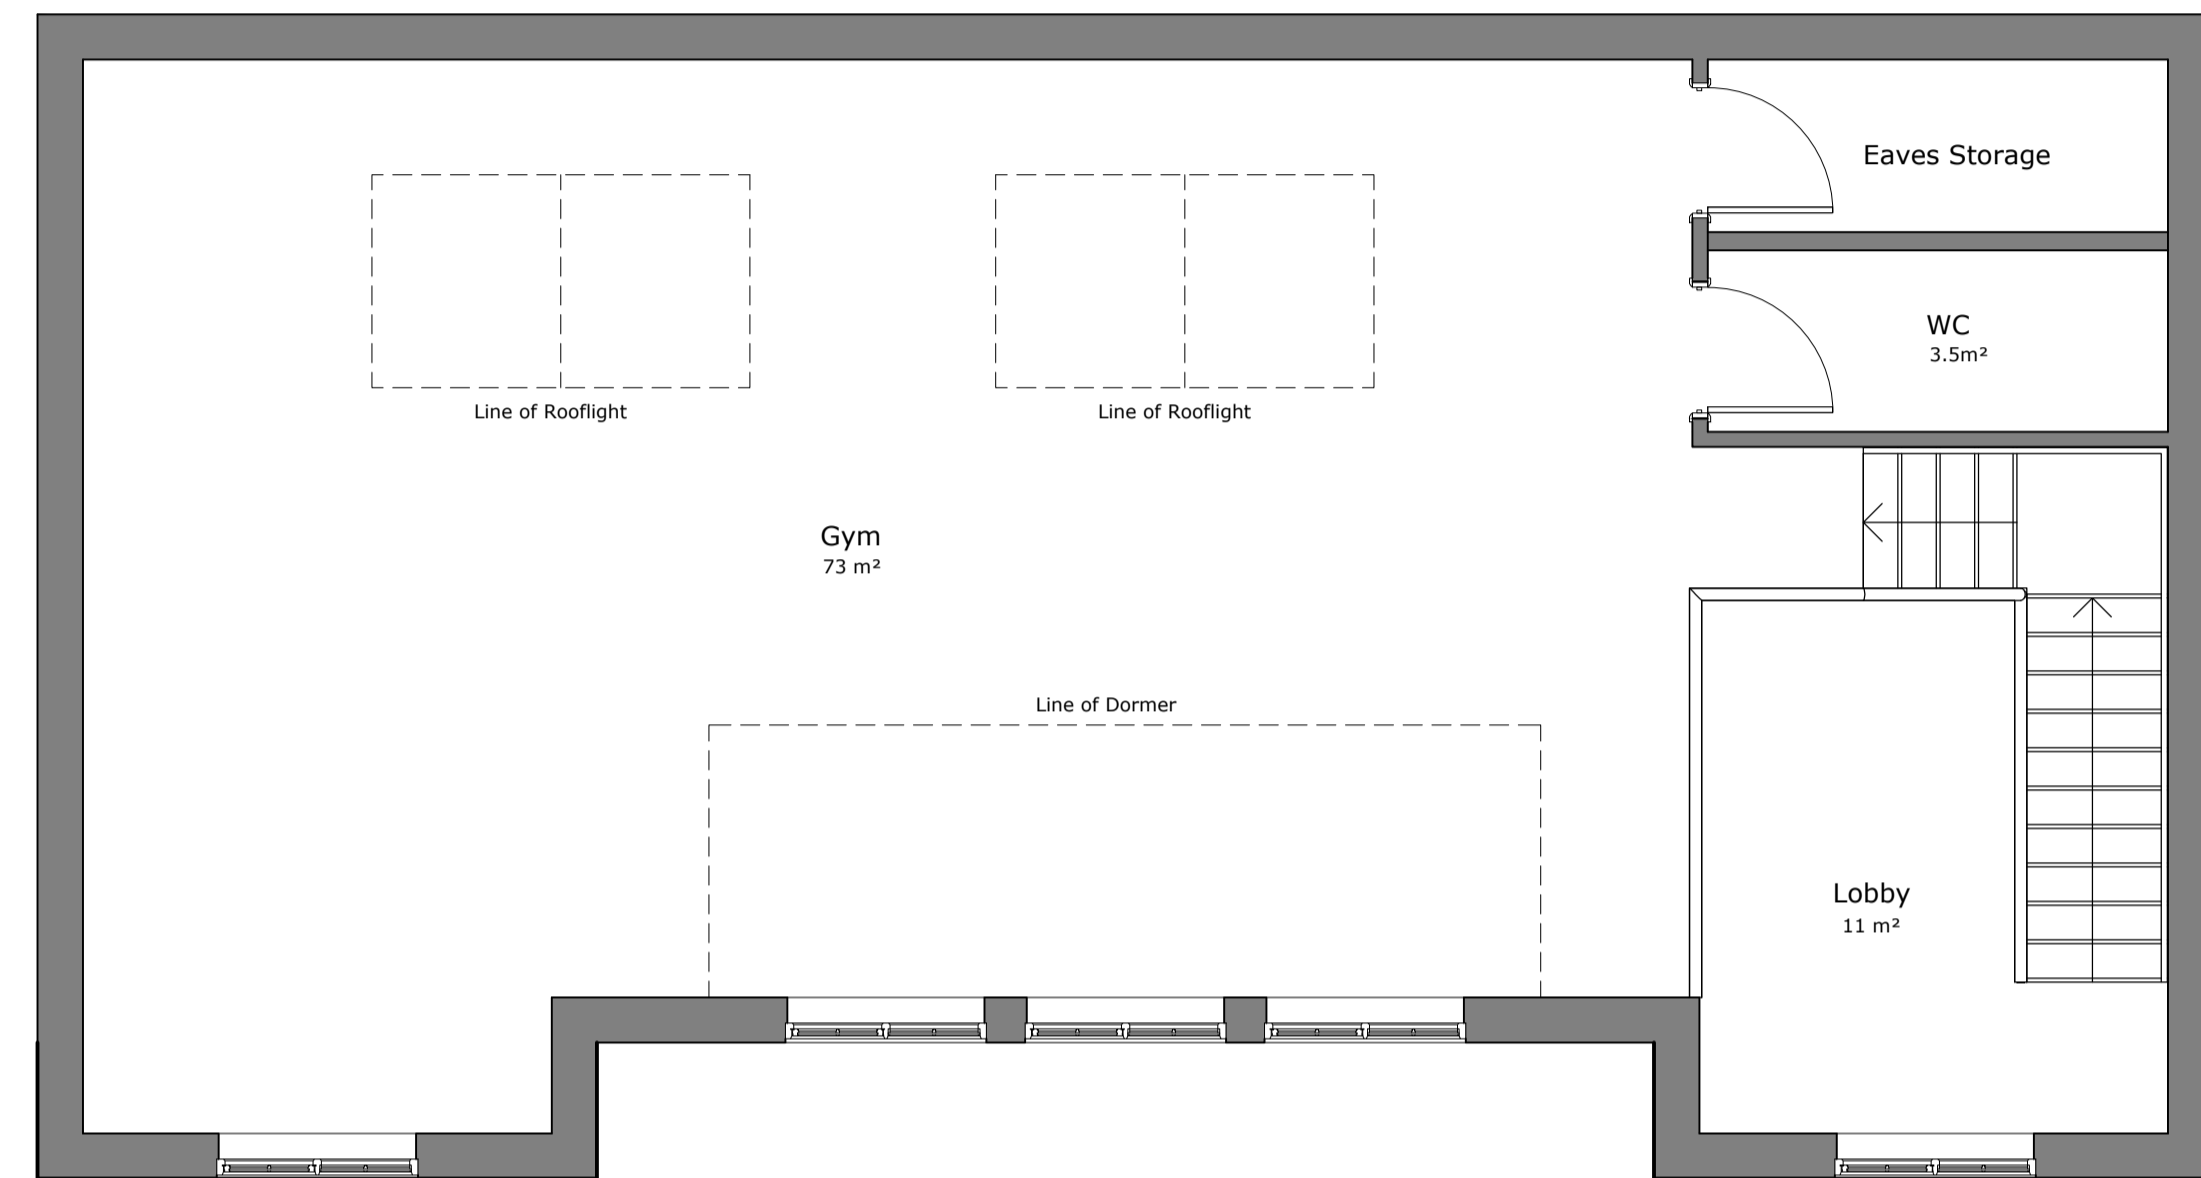 Eaves Storage
WC
3.5m²
Line of Rooflight
Line of Rooflight
Gym
73 m²
Line of Dormer
Lobby
11 m²